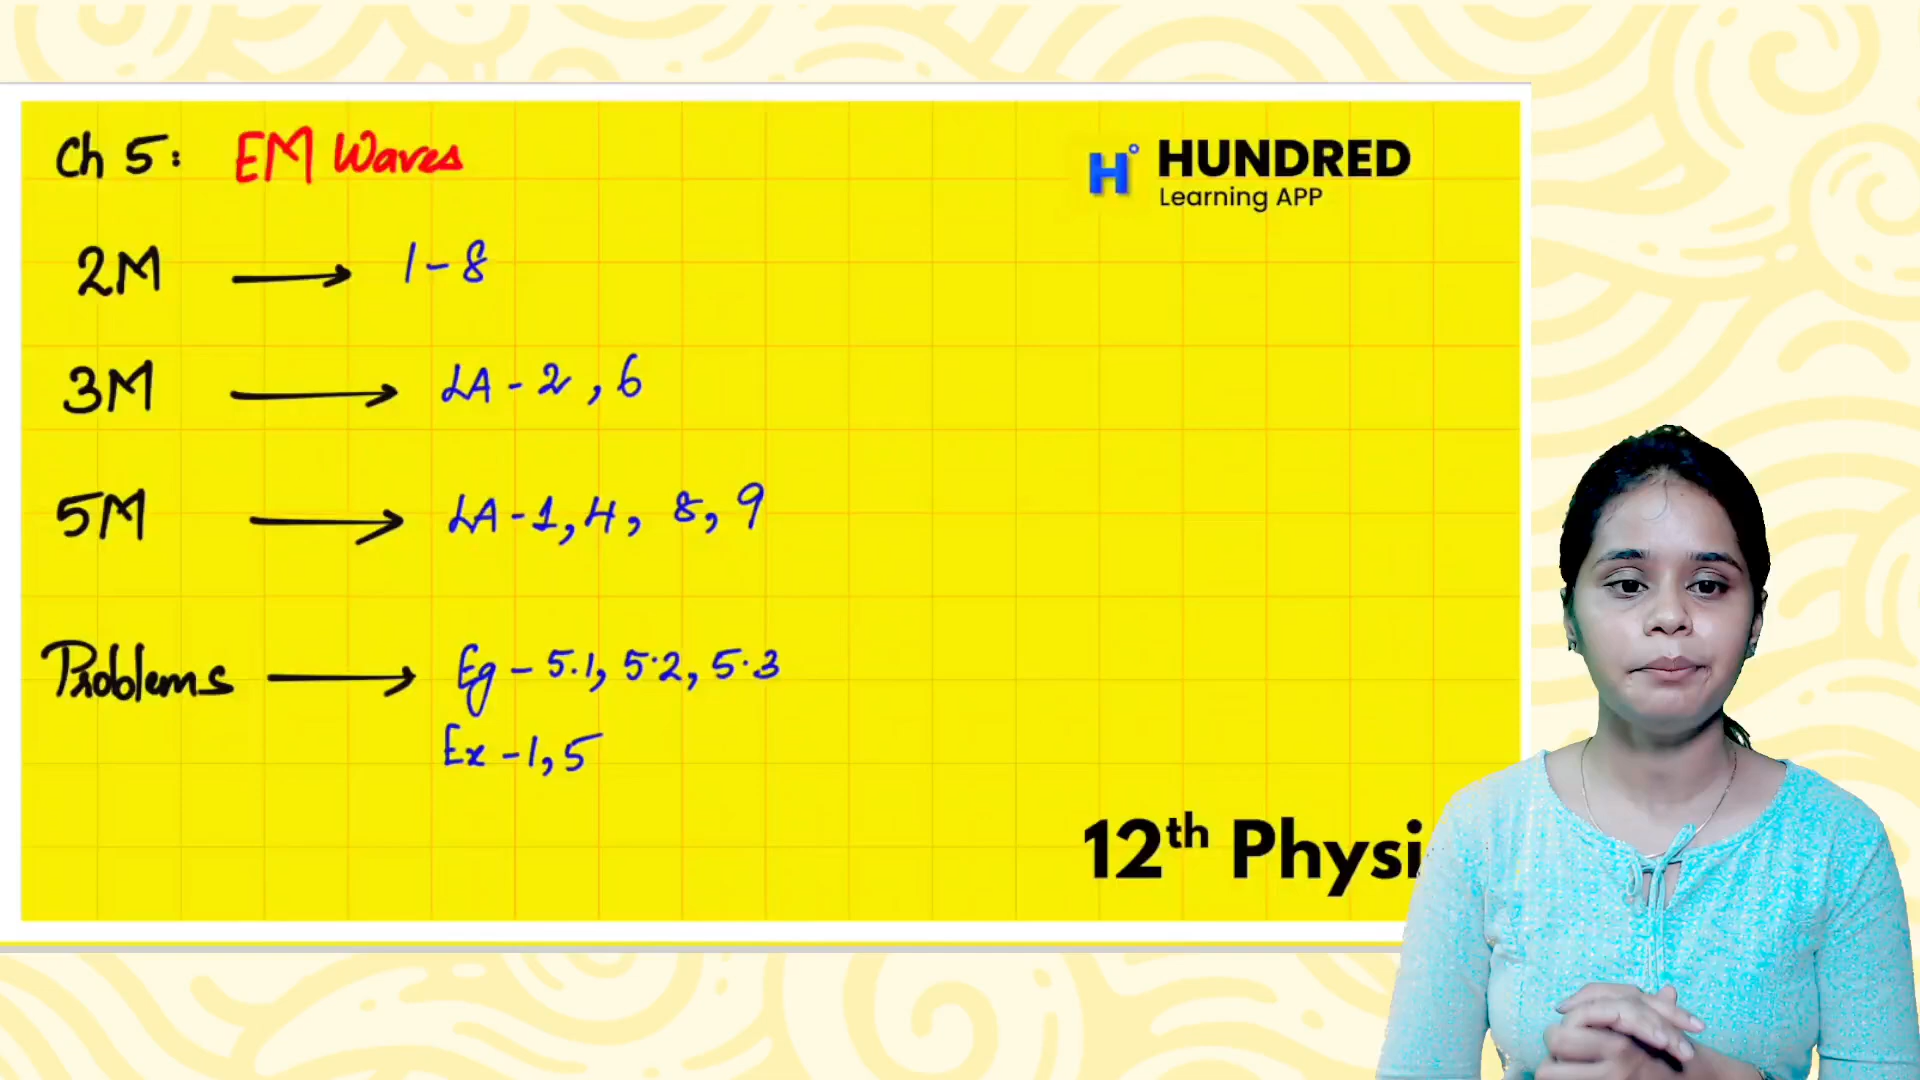 Ch 5: EM Waves
HUNDRED
Learning APP
2M → 1-8
3M → LA-2, 6
5M → LA-1, 4, 8, 9
Problems → Eg - 5.1, 5.2, 5.3
Ex -1, 5
12th Physi